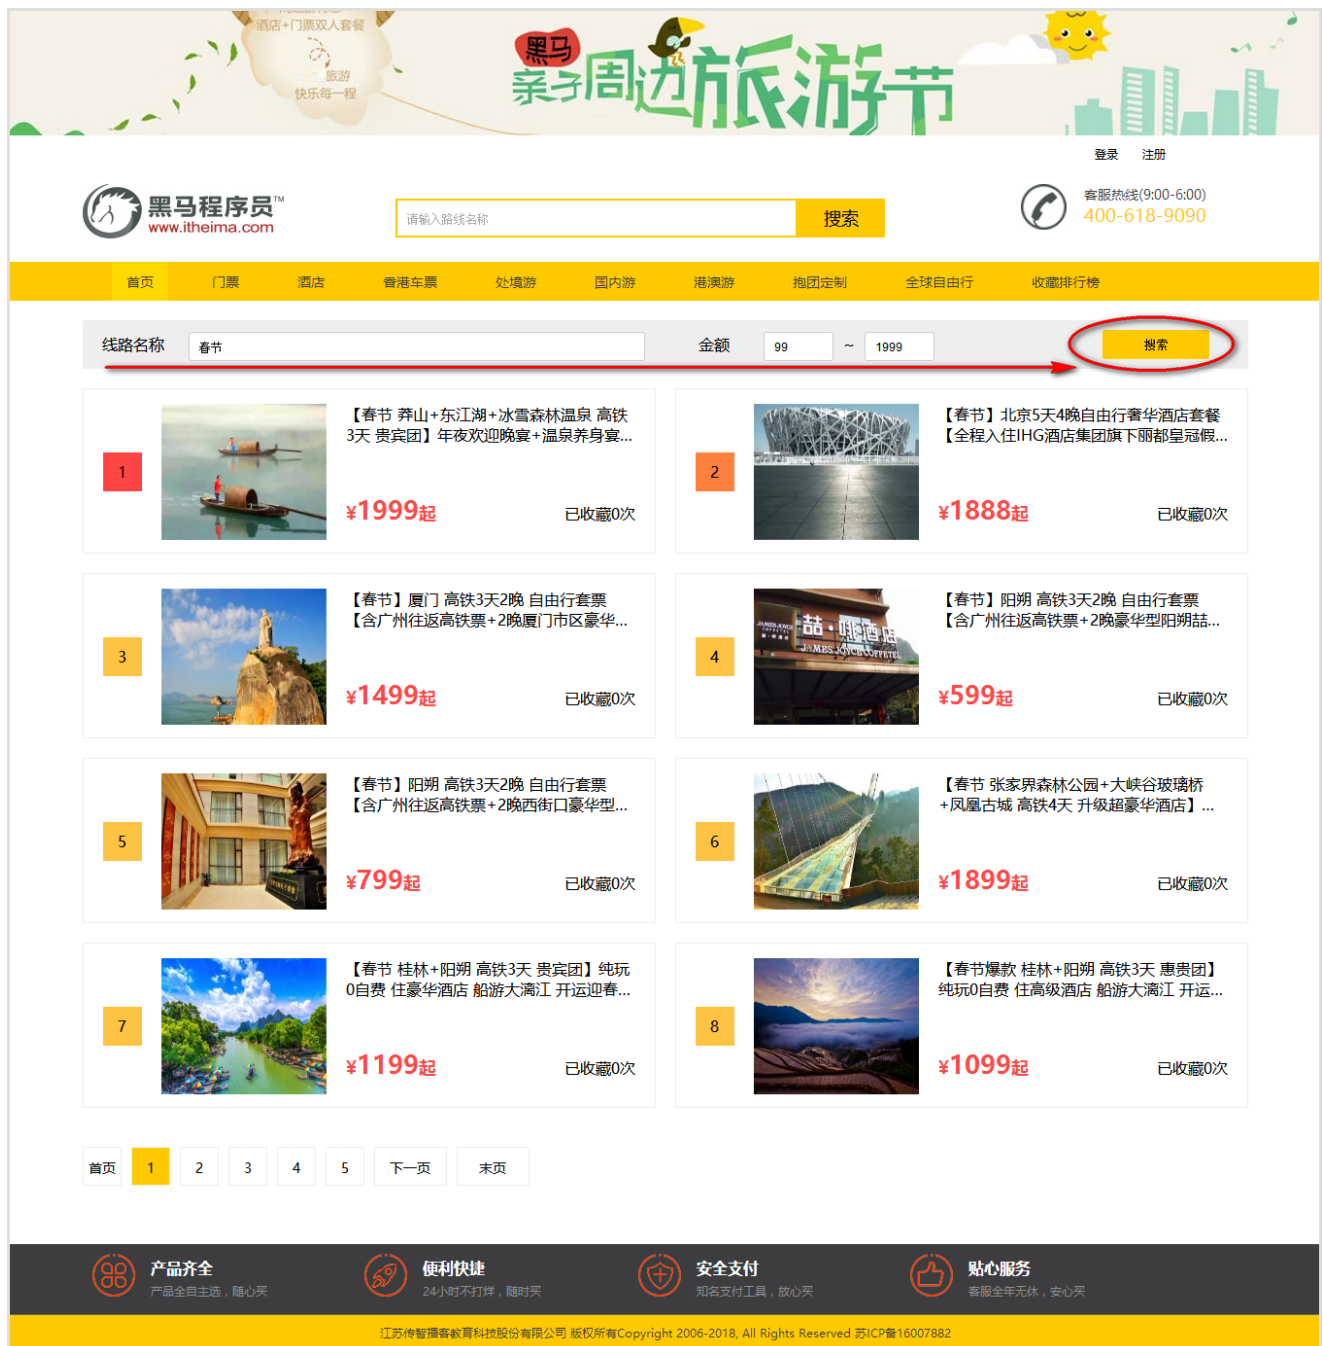 酒店+门票双人套餐
旅游
快乐每一程
黑马
亲子周边旅游节
登录 注册
黑马程序员™
www.itheima.com
请输入路线名称 搜索
客服热线(9:00-6:00)
400-618-9090
首页 门票 酒店 香港车票 处境游 国内游 港澳游 抱团定制 全球自由行 收藏排行榜
线路名称 春节 金额 99 ~ 1999 搜索
1
【春节 莽山+东江湖+冰雪森林温泉 高铁
3天 贵宾团】年夜欢迎晚宴+温泉养身宴...
¥1999起 已收藏0次
2
【春节】北京5天4晚自由行奢华酒店套餐
【全程入住IHG酒店集团旗下丽都皇冠假...
¥1888起 已收藏0次
3
【春节】厦门 高铁3天2晚 自由行套票
【含广州往返高铁票+2晚厦门市区豪华...
¥1499起 已收藏0次
4
喆·啡酒店
JAMES JOYCE COFFETEL
【春节】阳朔 高铁3天2晚 自由行套票
【含广州往返高铁票+2晚豪华型阳朔喆...
¥599起 已收藏0次
5
【春节】阳朔 高铁3天2晚 自由行套票
【含广州往返高铁票+2晚西街口豪华型...
¥799起 已收藏0次
6
【春节 张家界森林公园+大峡谷玻璃桥
+凤凰古城 高铁4天 升级超豪华酒店】...
¥1899起 已收藏0次
7
【春节 桂林+阳朔 高铁3天 贵宾团】纯玩
0自费 住豪华酒店 船游大漓江 开运迎春...
¥1199起 已收藏0次
8
【春节爆款 桂林+阳朔 高铁3天 惠贵团】
纯玩0自费 住高级酒店 船游大漓江 开运...
¥1099起 已收藏0次
首页 1 2 3 4 5 下一页 末页
产品齐全
产品全自主选，随心买
便利快捷
24小时不打烊，随时买
安全支付
知名支付工具，放心买
贴心服务
客服全年无休，安心买
江苏传智播客教育科技股份有限公司 版权所有Copyright 2006-2018, All Rights Reserved 苏ICP备16007882